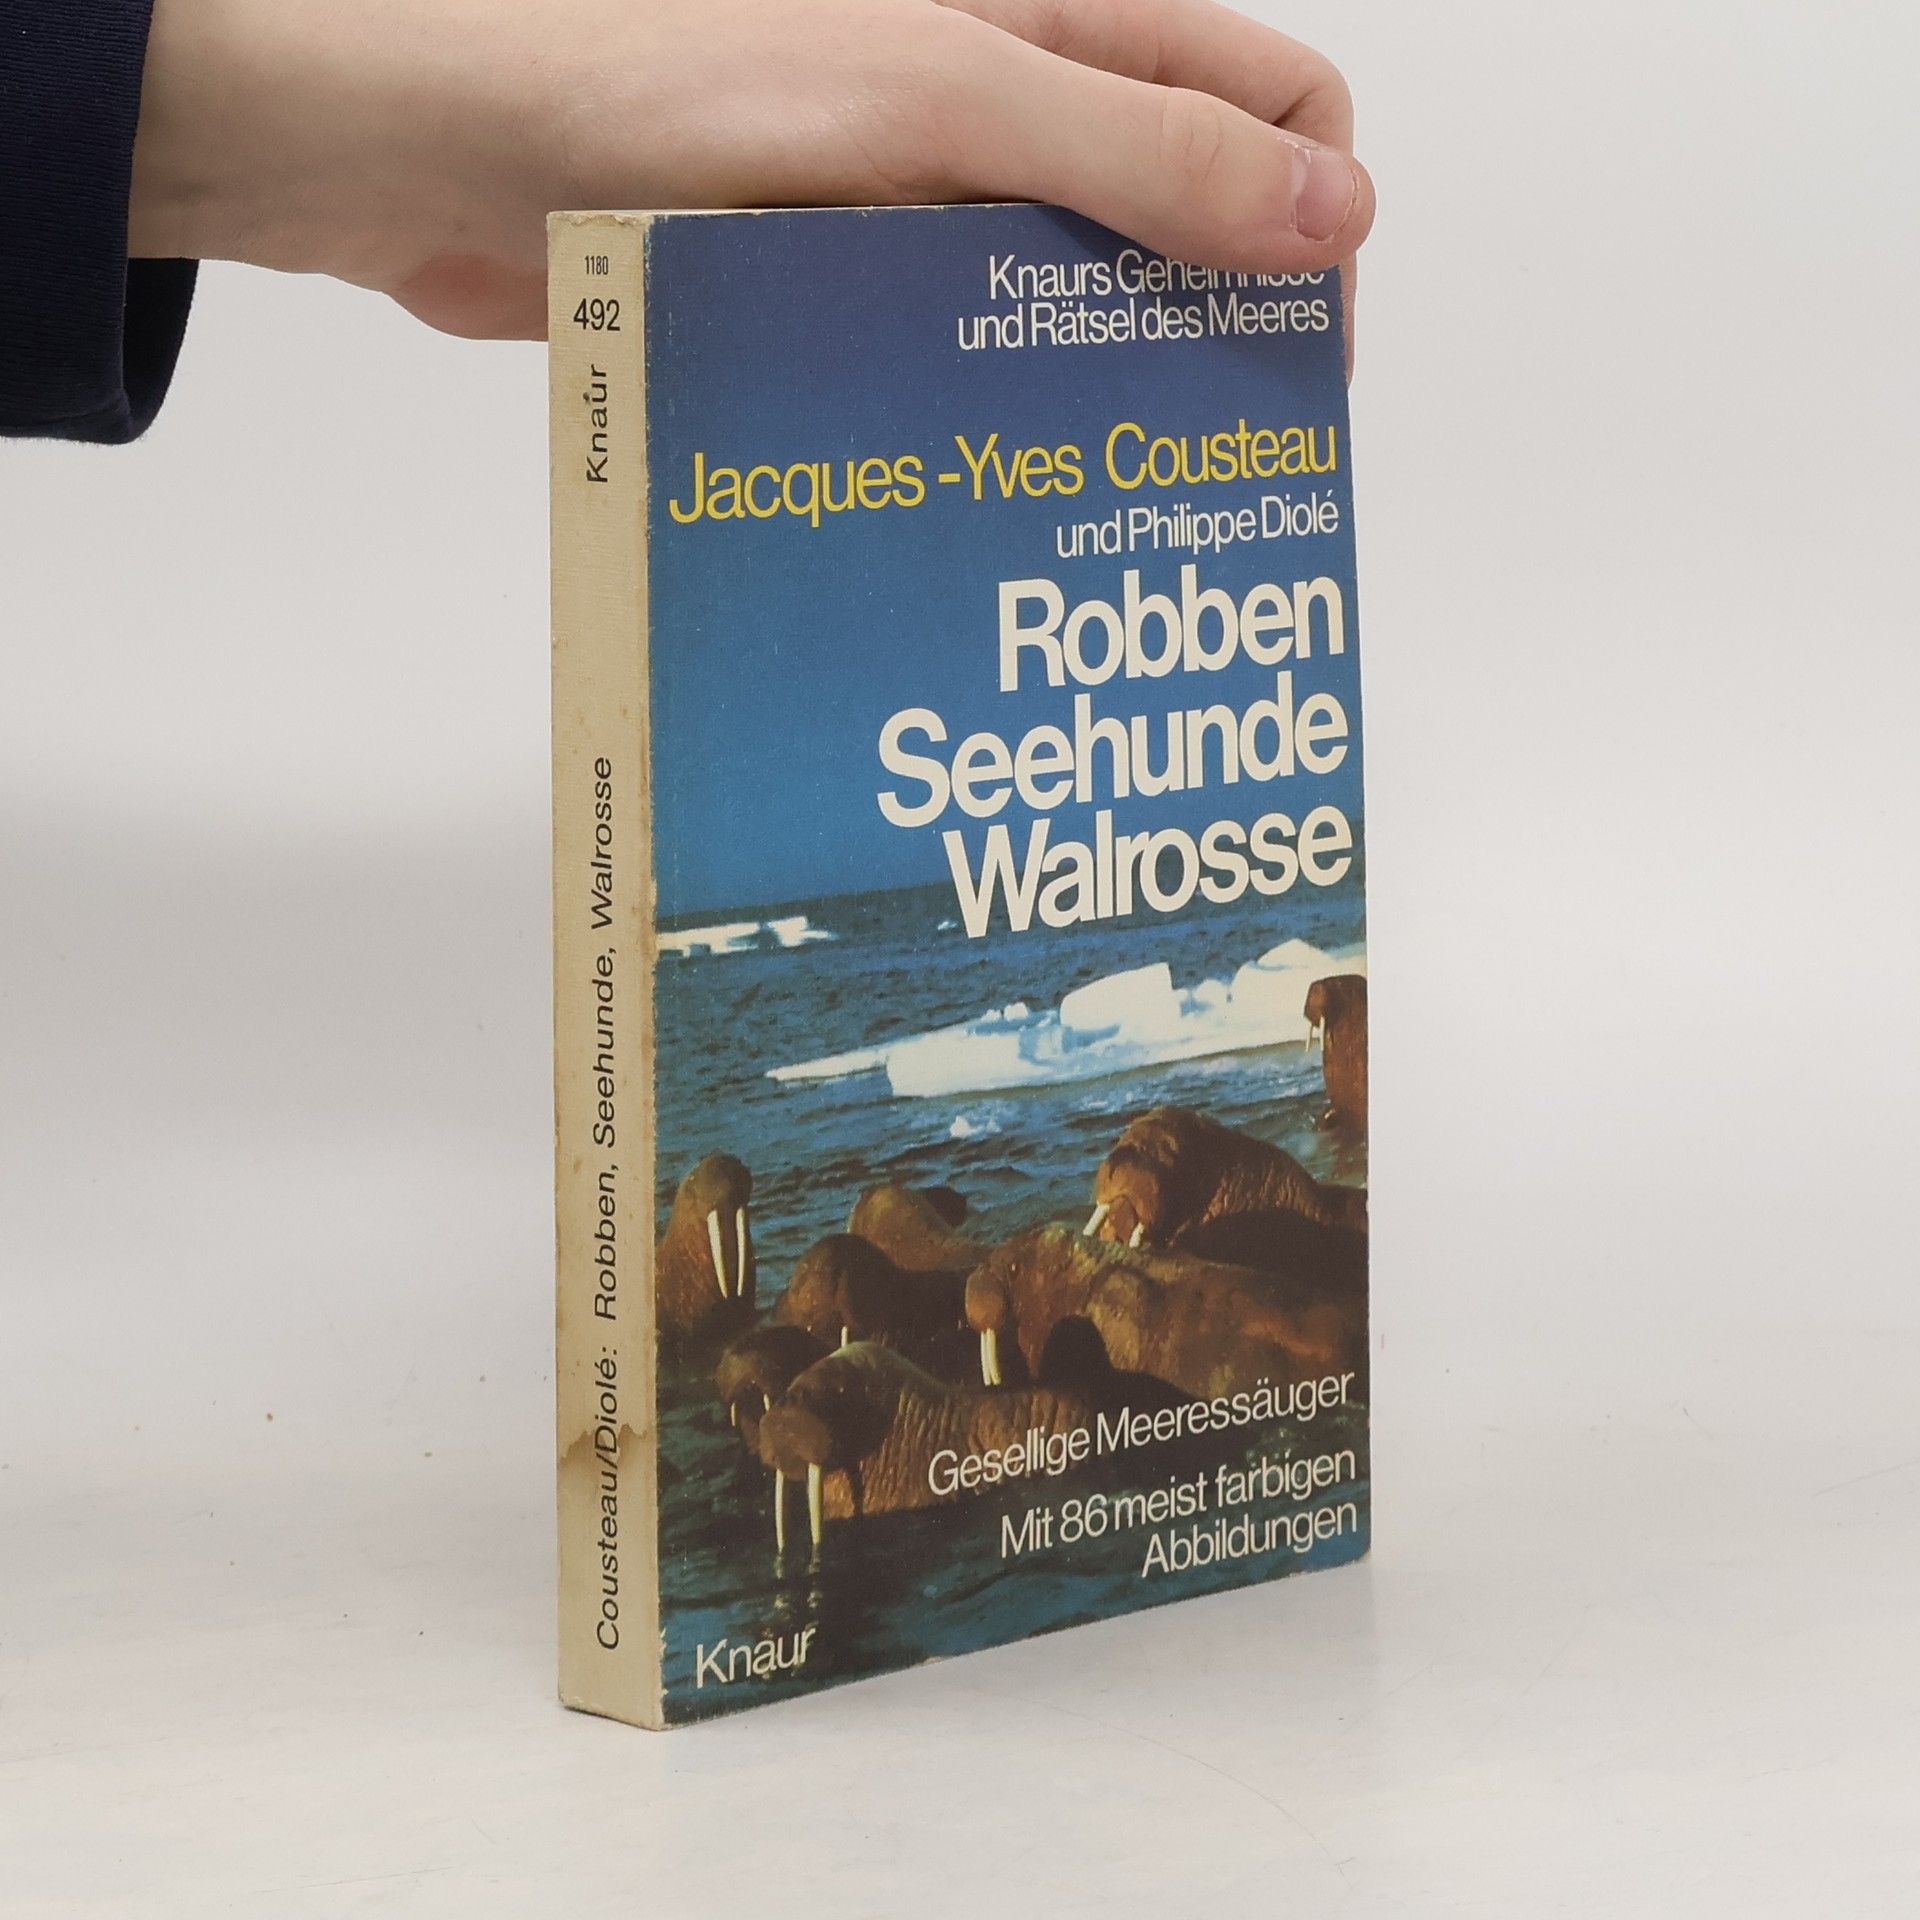 1180
492
Knaur
Cousteau/Diolé: Robben, Seehunde, Walrosse
Knaurs Geheimnisse
und Rätsel des Meeres
Jacques-Yves Cousteau
und Philippe Diolé
Robben
Seehunde
Walrosse
Gesellige Meeressäuger
Mit 86 meist farbigen
Abbildungen
Knaur